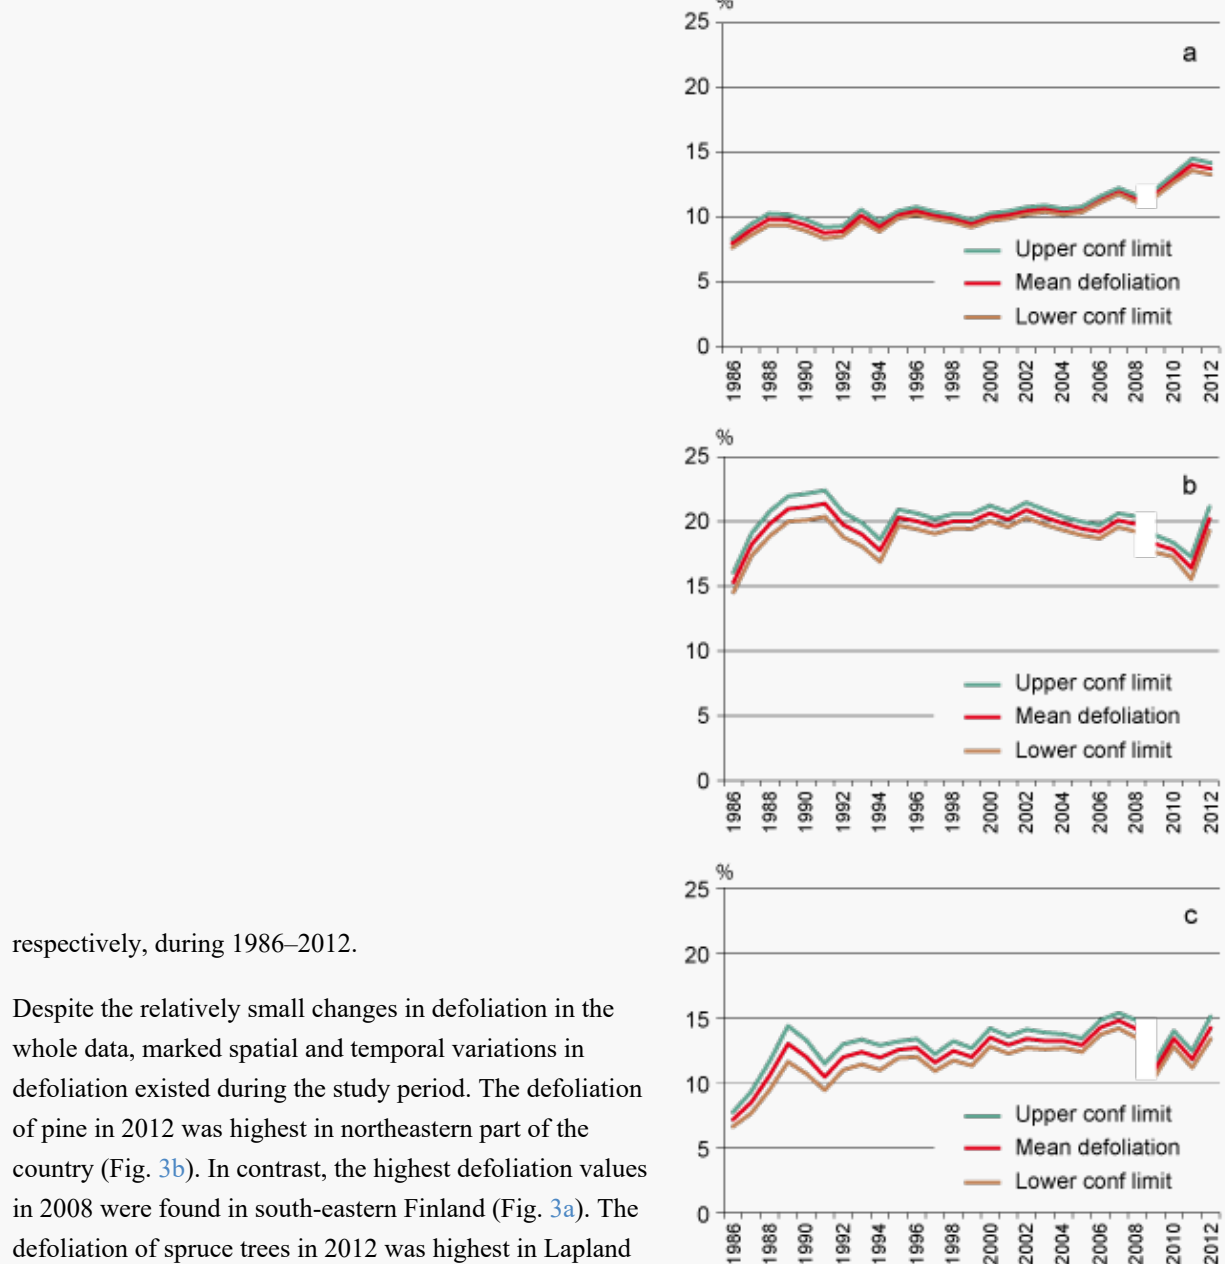 respectively, during 1986–2012.
Despite the relatively small changes in defoliation in the
whole data, marked spatial and temporal variations in
defoliation existed during the study period. The defoliation
of pine in 2012 was highest in northeastern part of the
country (Fig. 3b). In contrast, the highest defoliation values
in 2008 were found in south-eastern Finland (Fig. 3a). The
defoliation of spruce trees in 2012 was highest in Lapland
%
25
a
20
15
10
Upper conf limit
5
Mean defoliation
Lower conf limit
0
1986 1988 1990 1992 1994 1996 1998 2000 2002 2004 2006 2008 2010 2012
%
25
b
20
15
10
Upper conf limit
5
Mean defoliation
Lower conf limit
0
1986 1988 1990 1992 1994 1996 1998 2000 2002 2004 2006 2008 2010 2012
%
25
c
20
15
10
Upper conf limit
5
Mean defoliation
Lower conf limit
0
1986 1988 1990 1992 1994 1996 1998 2000 2002 2004 2006 2008 2010 2012